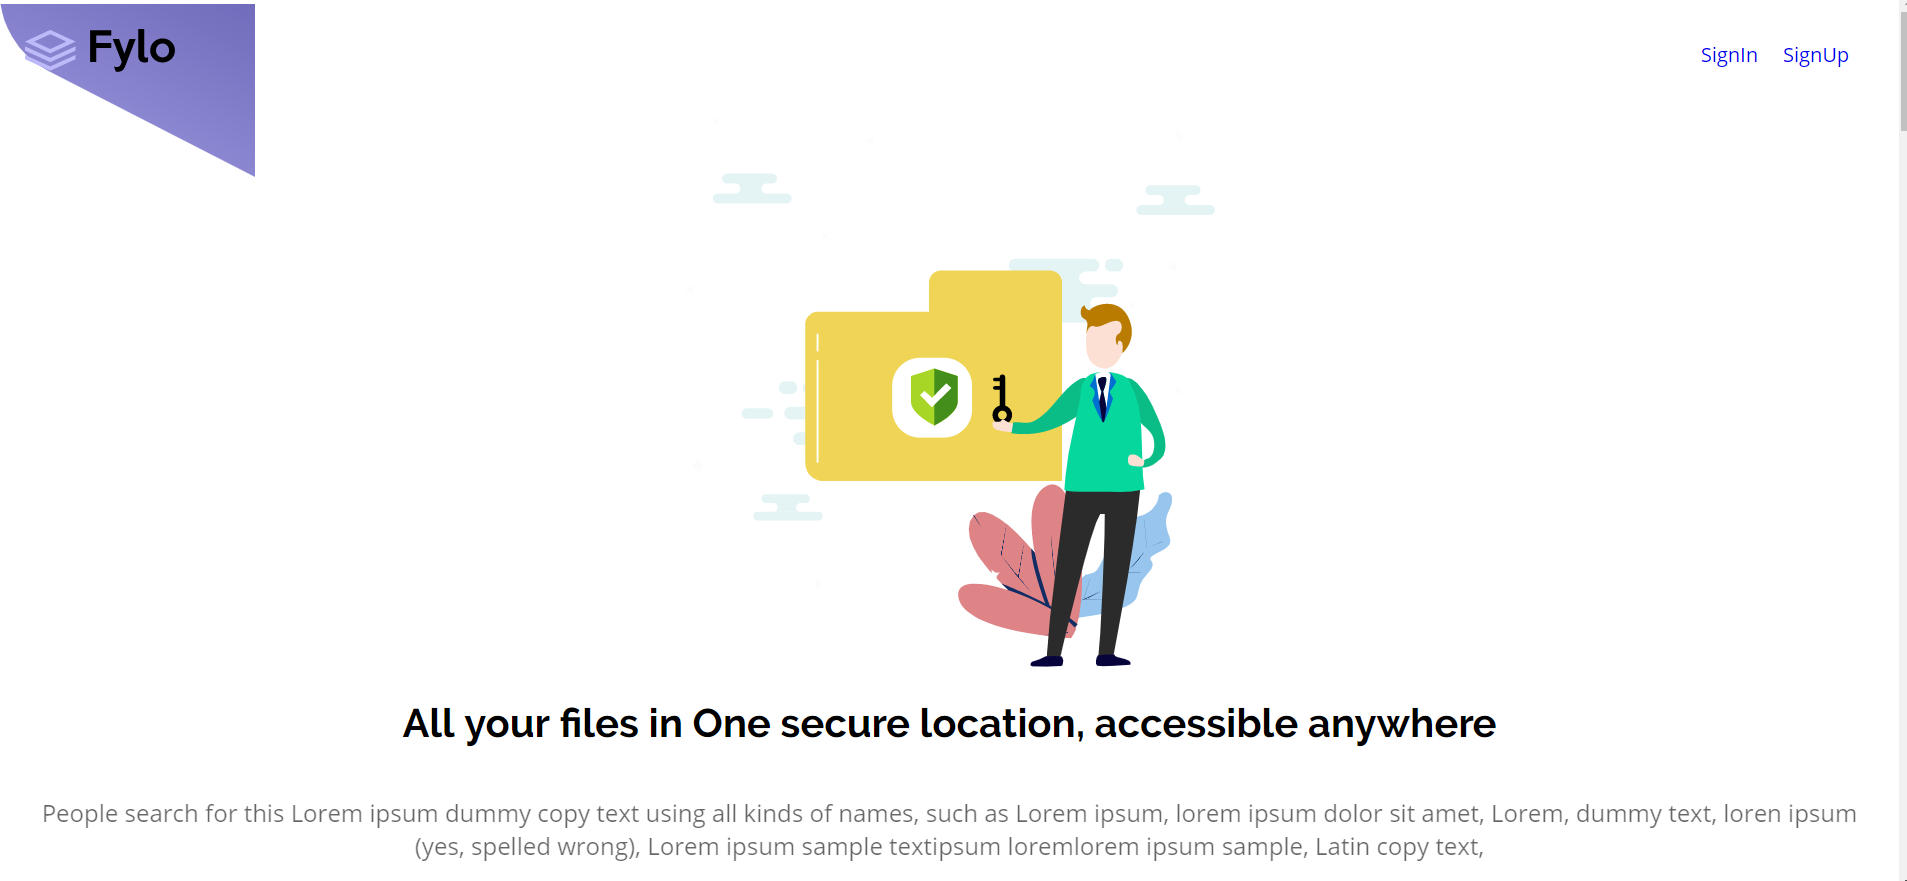 Fylo
SignIn SignUp
All your files in One secure location, accessible anywhere
People search for this Lorem ipsum dummy copy text using all kinds of names, such as Lorem ipsum, lorem ipsum dolor sit amet, Lorem, dummy text, loren ipsum
(yes, spelled wrong), Lorem ipsum sample textipsum loremlorem ipsum sample, Latin copy text,